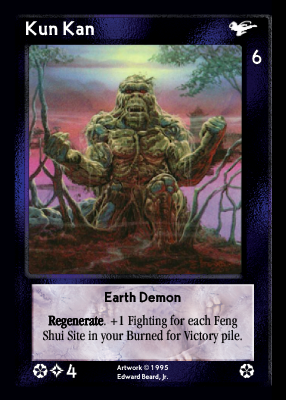 Kun Kan
6
Earth Demon
Regenerate. +1 Fighting for each Feng
Shui Site in your Burned for Victory pile.
4
Artwork © 1995
Edward Beard, Jr.